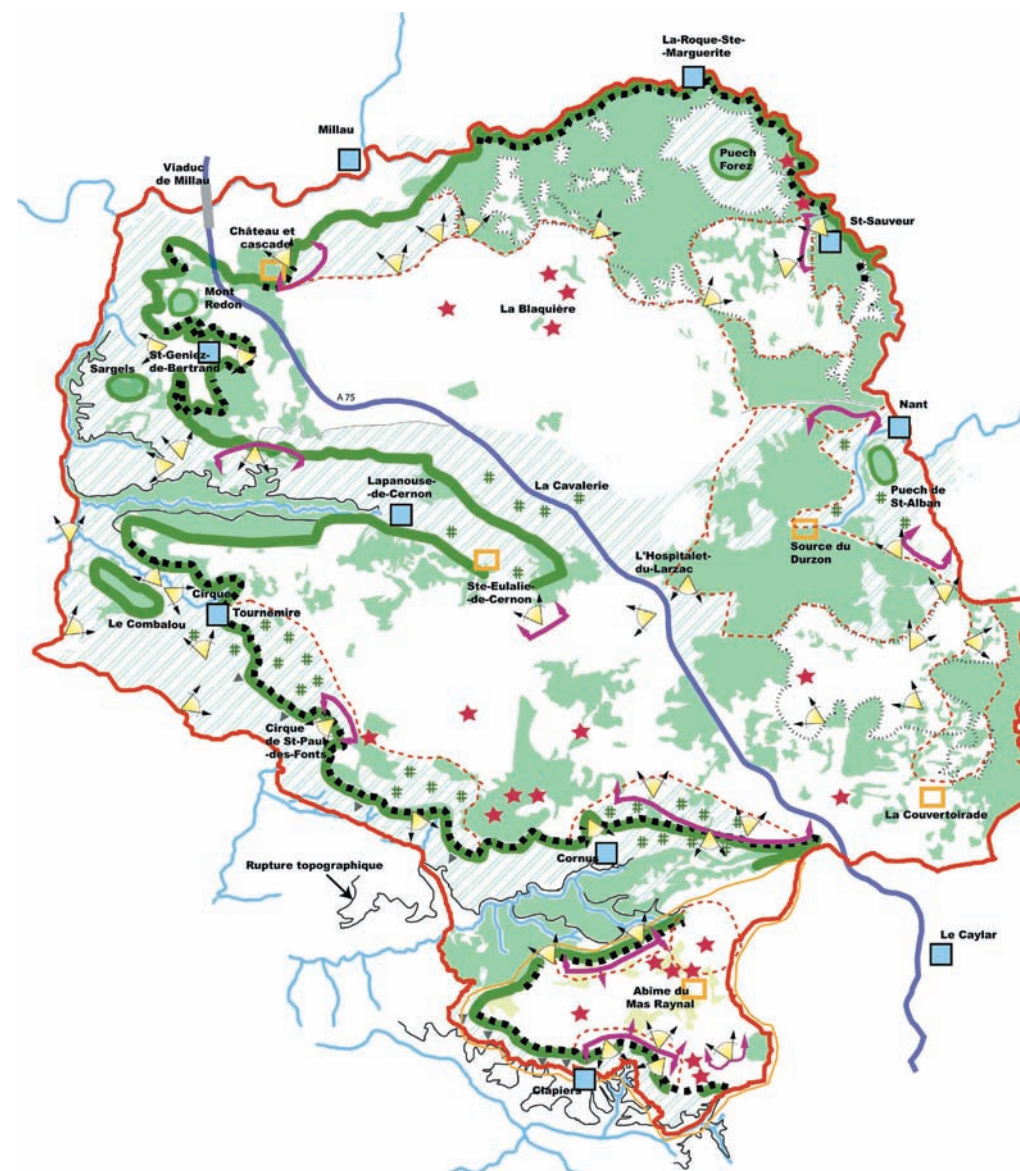 La-Roque-Ste-
-Marguerite
Millau
Viaduc
de Millau
Puech
Forez
St-Sauveur
Château et
cascade
Mont
Redon
La Blaquière
St-Geniez-
de-Bertrand
Sargels
A 75
Nant
Lapanouse-
-de-Cernon
La Cavalerie
Puech de
St-Alban
Source du
Durzon
L'Hospitalet-
du-Larzac
Ste-Eulalie-
de-Cernon
Cirque
Tournemire
Le Combalou
Cirque
de St-Paul
-des-Fonts
La Couvertoirade
Cornus
Rupture topographique
Le Caylar
Abîme du
Mas Raynal
Clapiers